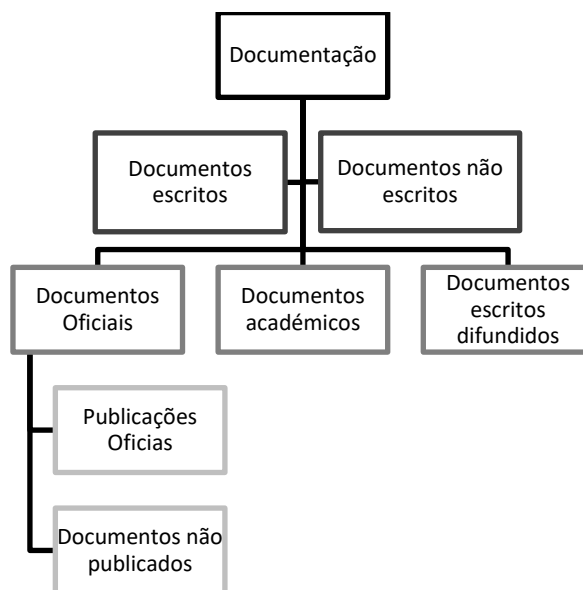 Documentação
Documentos
escritos
Documentos não
escritos
Documentos
Oficiais
Documentos
académicos
Documentos
escritos
difundidos
Publicações
Oficias
Documentos não
publicados